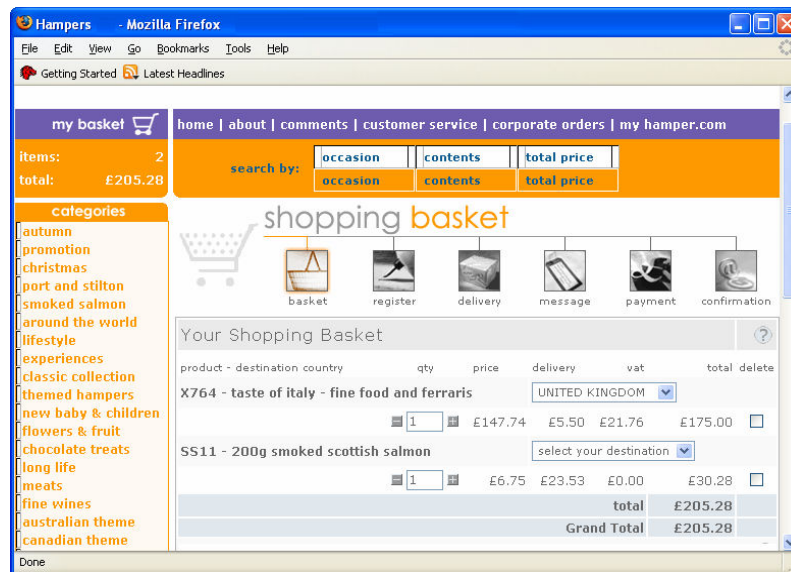 Hampers - Mozilla Firefox
File Edit View Go Bookmarks Tools Help
Getting Started Latest Headlines
my basket
home | about | comments | customer service | corporate orders | my hamper.com
items: 2
total: £205.28
search by:
occasion contents total price
occasion contents total price
categories
autumn
promotion
christmas
port and stilton
smoked salmon
around the world
lifestyle
experiences
classic collection
themed hampers
new baby & children
flowers & fruit
chocolate treats
long life
meats
fine wines
australian theme
canadian theme
shopping basket
basket register delivery message payment confirmation
Your Shopping Basket ?
product - destination country qty price delivery vat total delete
X764 - taste of italy - fine food and ferraris UNITED KINGDOM
1 £147.74 £5.50 £21.76 £175.00
SS11 - 200g smoked scottish salmon select your destination
1 £6.75 £23.53 £0.00 £30.28
total £205.28
Grand Total £205.28
Done